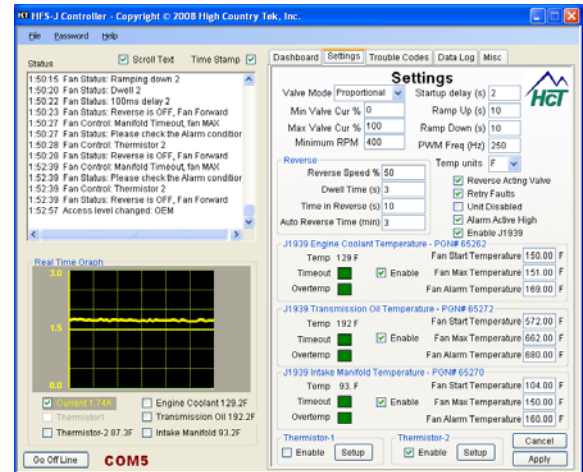 HFS-J Controller - Copyright © 2008 High Country Tek, Inc.
File Password Help
Status Scroll Text Time Stamp
1:50:15 Fan Status: Ramping down 2
1:50:20 Fan Status: Dwell 2
1:50:22 Fan Status: 100ms delay 2
1:50:23 Fan Status: Reverse is OFF, Fan Forward
1:50:27 Fan Control: Manifold Timeout, fan MAX
1:50:27 Fan Status: Please check the Alarm condition
1:50:28 Fan Control: Thermistor 2
1:50:28 Fan Status: Reverse is OFF, Fan Forward
1:52:39 Fan Control: Manifold Timeout, fan MAX
1:52:39 Fan Status: Please check the Alarm condition
1:52:39 Fan Control: Thermistor 2
1:52:39 Fan Status: Reverse is OFF, Fan Forward
1:52:57 Access level changed: OEM
Real Time Graph
3.0
1.5
0.0
Current 1.74A Engine Coolant 129.2F
Thermistor1 Transmission Oil 192.2F
Thermistor-2 87.3F Intake Manifold 93.2F
Go Off Line COM5
Dashboard Settings Trouble Codes Data Log Misc
Settings
HCT
Valve Mode Proportional Startup delay (s) 2
Min Valve Cur % 0 Ramp Up (s) 10
Max Valve Cur % 100 Ramp Down (s) 10
Minimum RPM 400 PWM Freq (Hz) 250
Reverse Temp units F
Reverse Speed % 50
Dwell Time (s) 3
Time in Reverse (s) 10
Auto Reverse Time (min) 3
Reverse Acting Valve
Retry Faults
Unit Disabled
Alarm Active High
Enable J1939
J1939 Engine Coolant Temperature - PGN# 65262
Temp 129 F Fan Start Temperature 150.00 F
Timeout Enable Fan Max Temperature 151.00 F
Overtemp Fan Alarm Temperature 169.00 F
J1939 Transmission Oil Temperature - PGN# 65272
Temp 192 F Fan Start Temperature 572.00 F
Timeout Enable Fan Max Temperature 662.00 F
Overtemp Fan Alarm Temperature 680.00 F
J1939 Intake Manifold Temperature - PGN# 65270
Temp 93. F Fan Start Temperature 104.00 F
Timeout Enable Fan Max Temperature 150.00 F
Overtemp Fan Alarm Temperature 160.00 F
Thermistor-1 Thermistor-2 Cancel
Enable Setup Enable Setup Apply